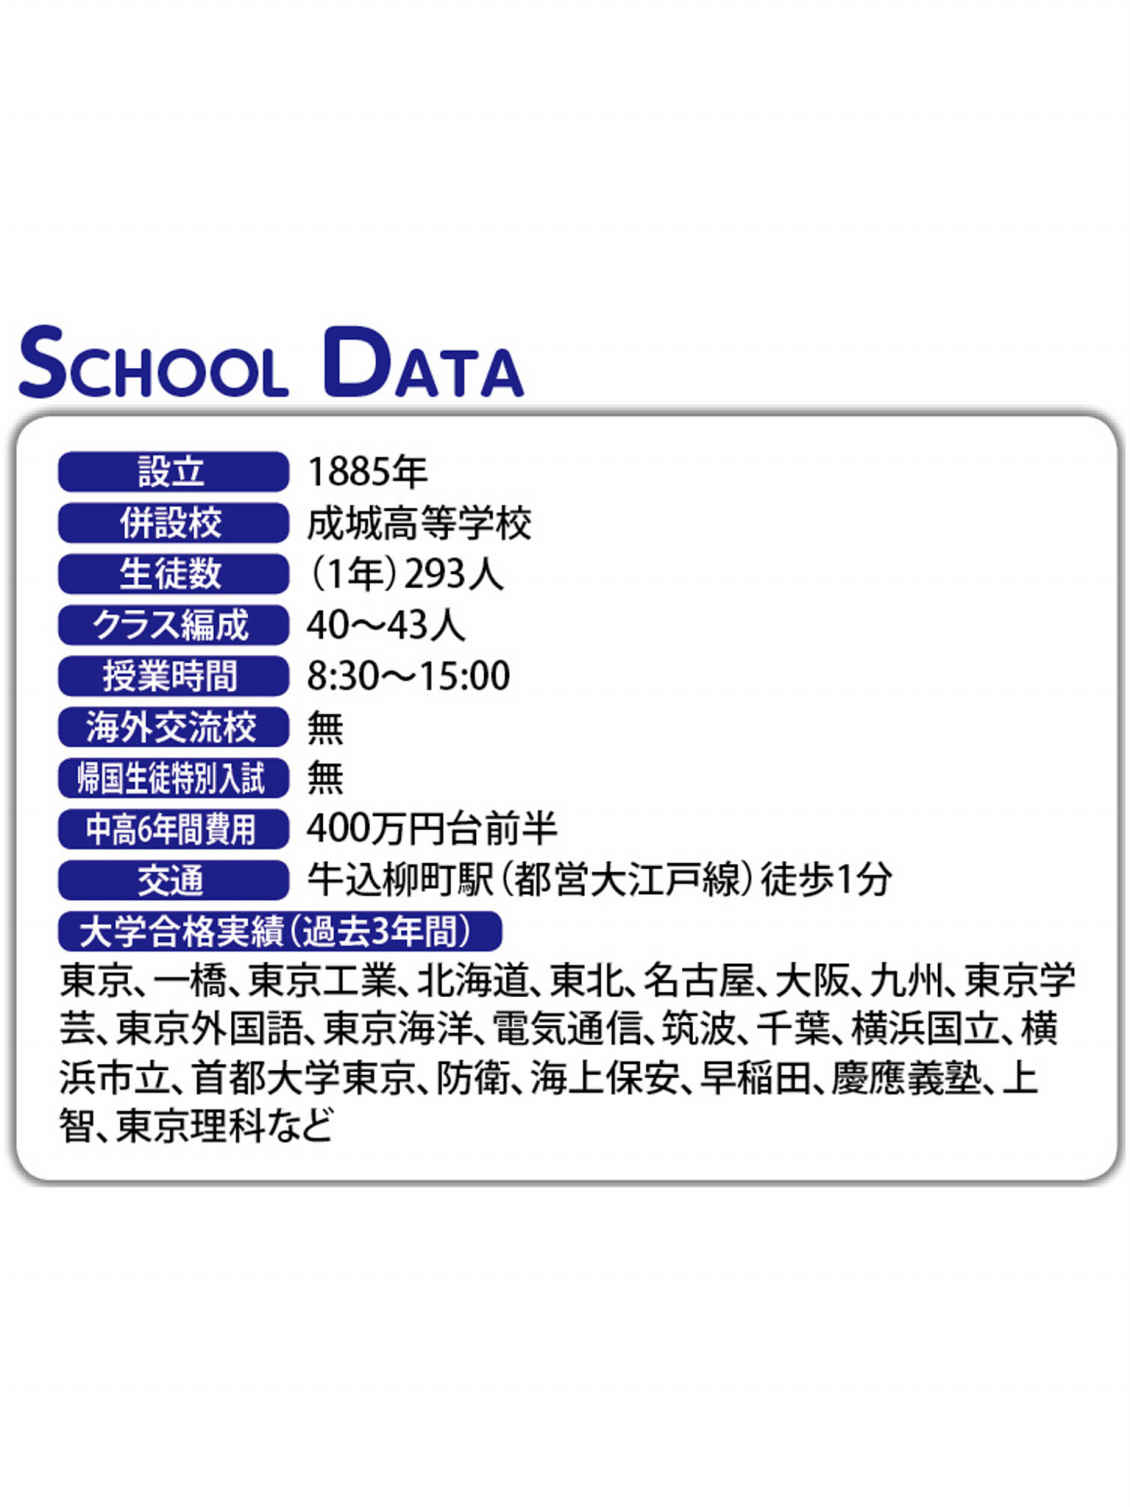 SCHOOL DATA
設立 1885年
併設校 成城高等学校
生徒数 （1年）293人
クラス編成 40〜43人
授業時間 8:30〜15:00
海外交流校 無
帰国生徒特別入試 無
中高6年間費用 400万円台前半
交通 牛込柳町駅（都営大江戸線）徒歩1分
大学合格実績（過去3年間）
東京、一橋、東京工業、北海道、東北、名古屋、大阪、九州、東京学
芸、東京外国語、東京海洋、電気通信、筑波、千葉、横浜国立、横
浜市立、首都大学東京、防衛、海上保安、早稲田、慶應義塾、上
智、東京理科など